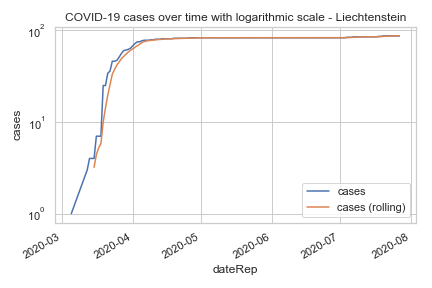 COVID-19 cases over time with logarithmic scale - Liechtenstein
cases
10²
10¹
10⁰
cases
cases (rolling)
2020-03
2020-04
2020-05
2020-06
2020-07
2020-08
dateRep